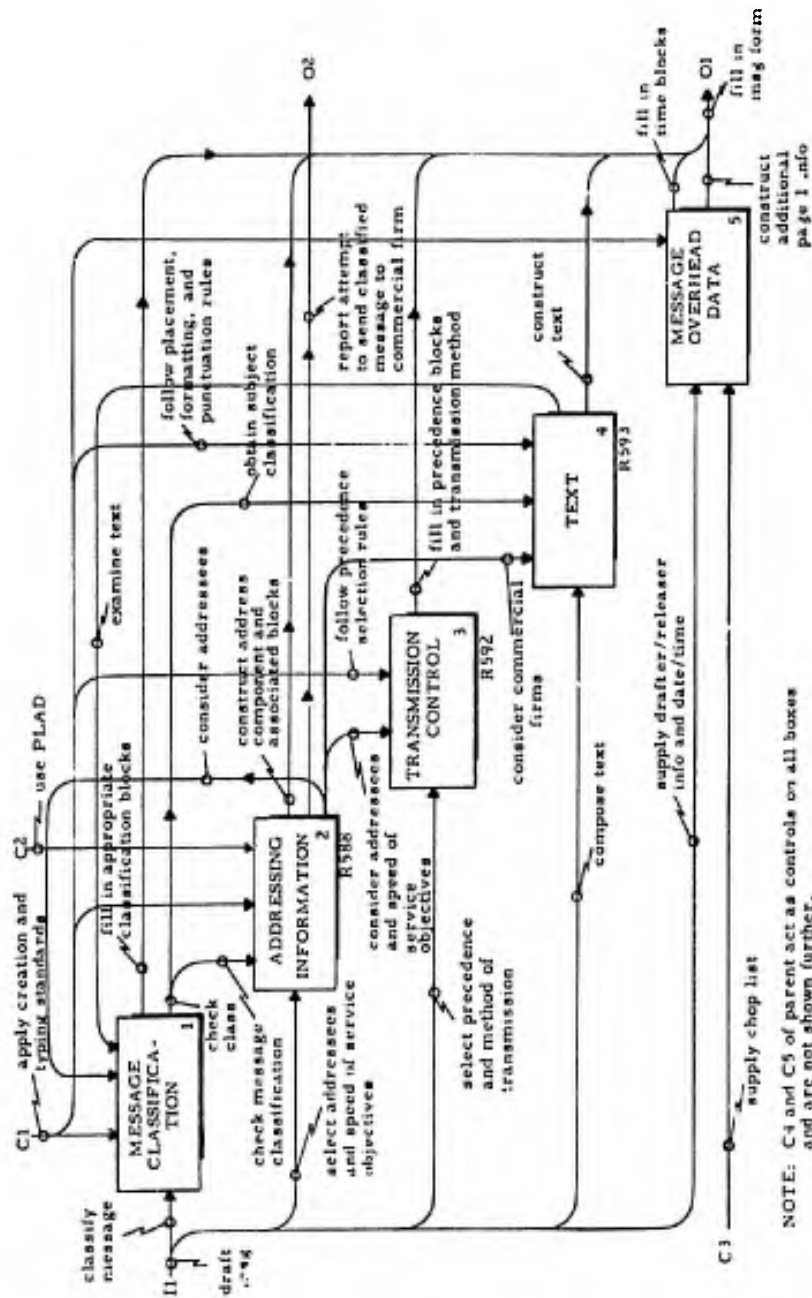 C1
apply creation and
typing standards
C2
use PLAD
fill in appropriate
classification blocks
examine text
consider addressees
follow placement,
formatting, and
punctuation rules
obtain subject
classification
I1
draft
classify
message
MESSAGE
CLASSIFICA-
TION
1
check
class
check message
classification
ADDRESSING
INFORMATION
2
R588
construct address
component and
associated blocks
O2
report attempt
to send classified
message to
commercial firm
select addressees
and speed of service
objectives
follow precedence
selection rules
consider addressees
and speed of
service
objectives
TRANSMISSION
CONTROL
3
R592
fill in precedence blocks
and transmission method
select precedence
and method of
transmission
consider commercial
firms
TEXT
4
R593
construct
text
compose text
MESSAGE
OVERHEAD
DATA
5
fill in
time blocks
O1
fill in
msg form
construct
additional
page 1 info
supply drafter/releaser
info and date/time
C3
supply chop list
NOTE: C4 and C5 of parent act as controls on all boxes
and are not shown further.